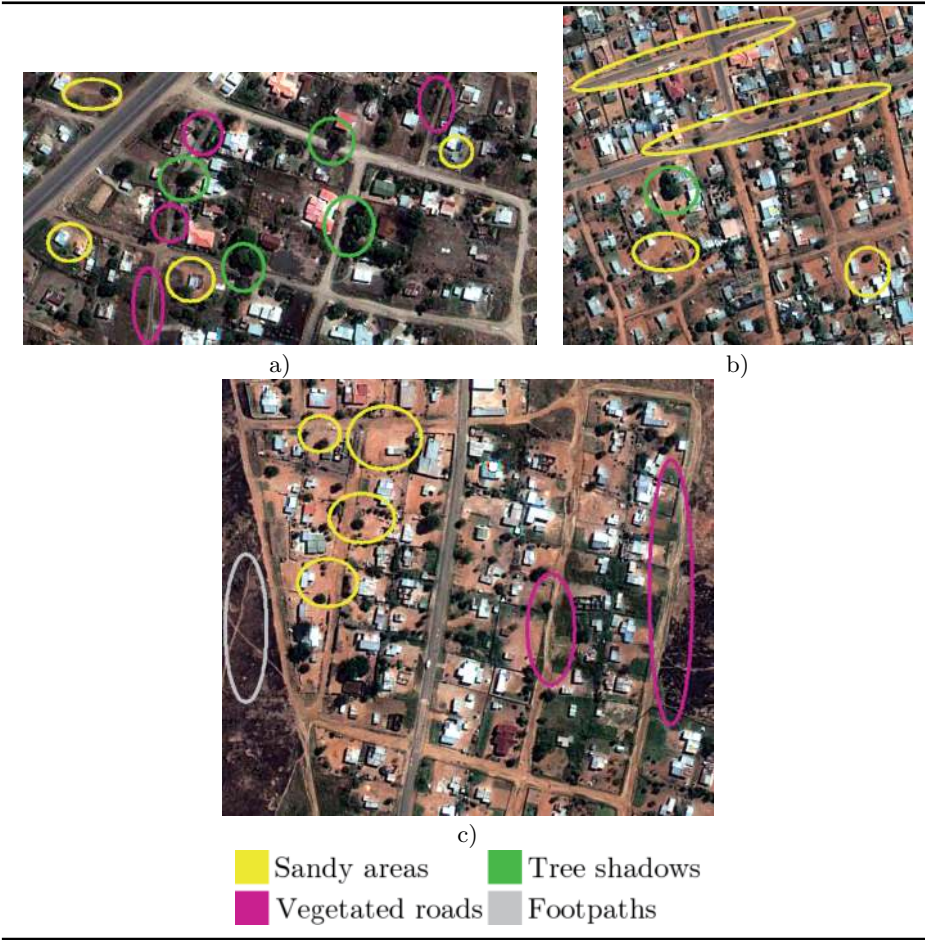 a)
b)
c)
Sandy areas
Tree shadows
Vegetated roads
Footpaths